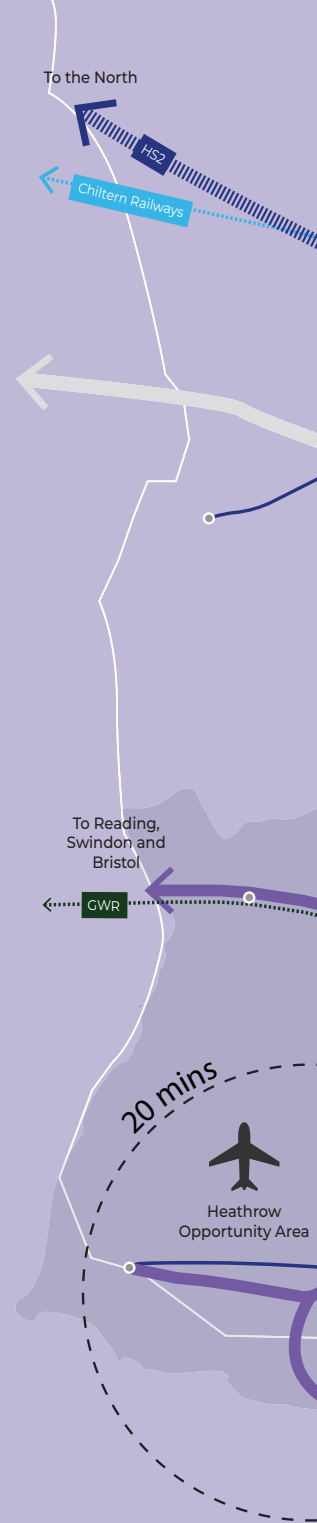 To the North
HS2
Chiltern Railways
To Reading,
Swindon and
Bristol
GWR
20 mins
Heathrow
Opportunity Area